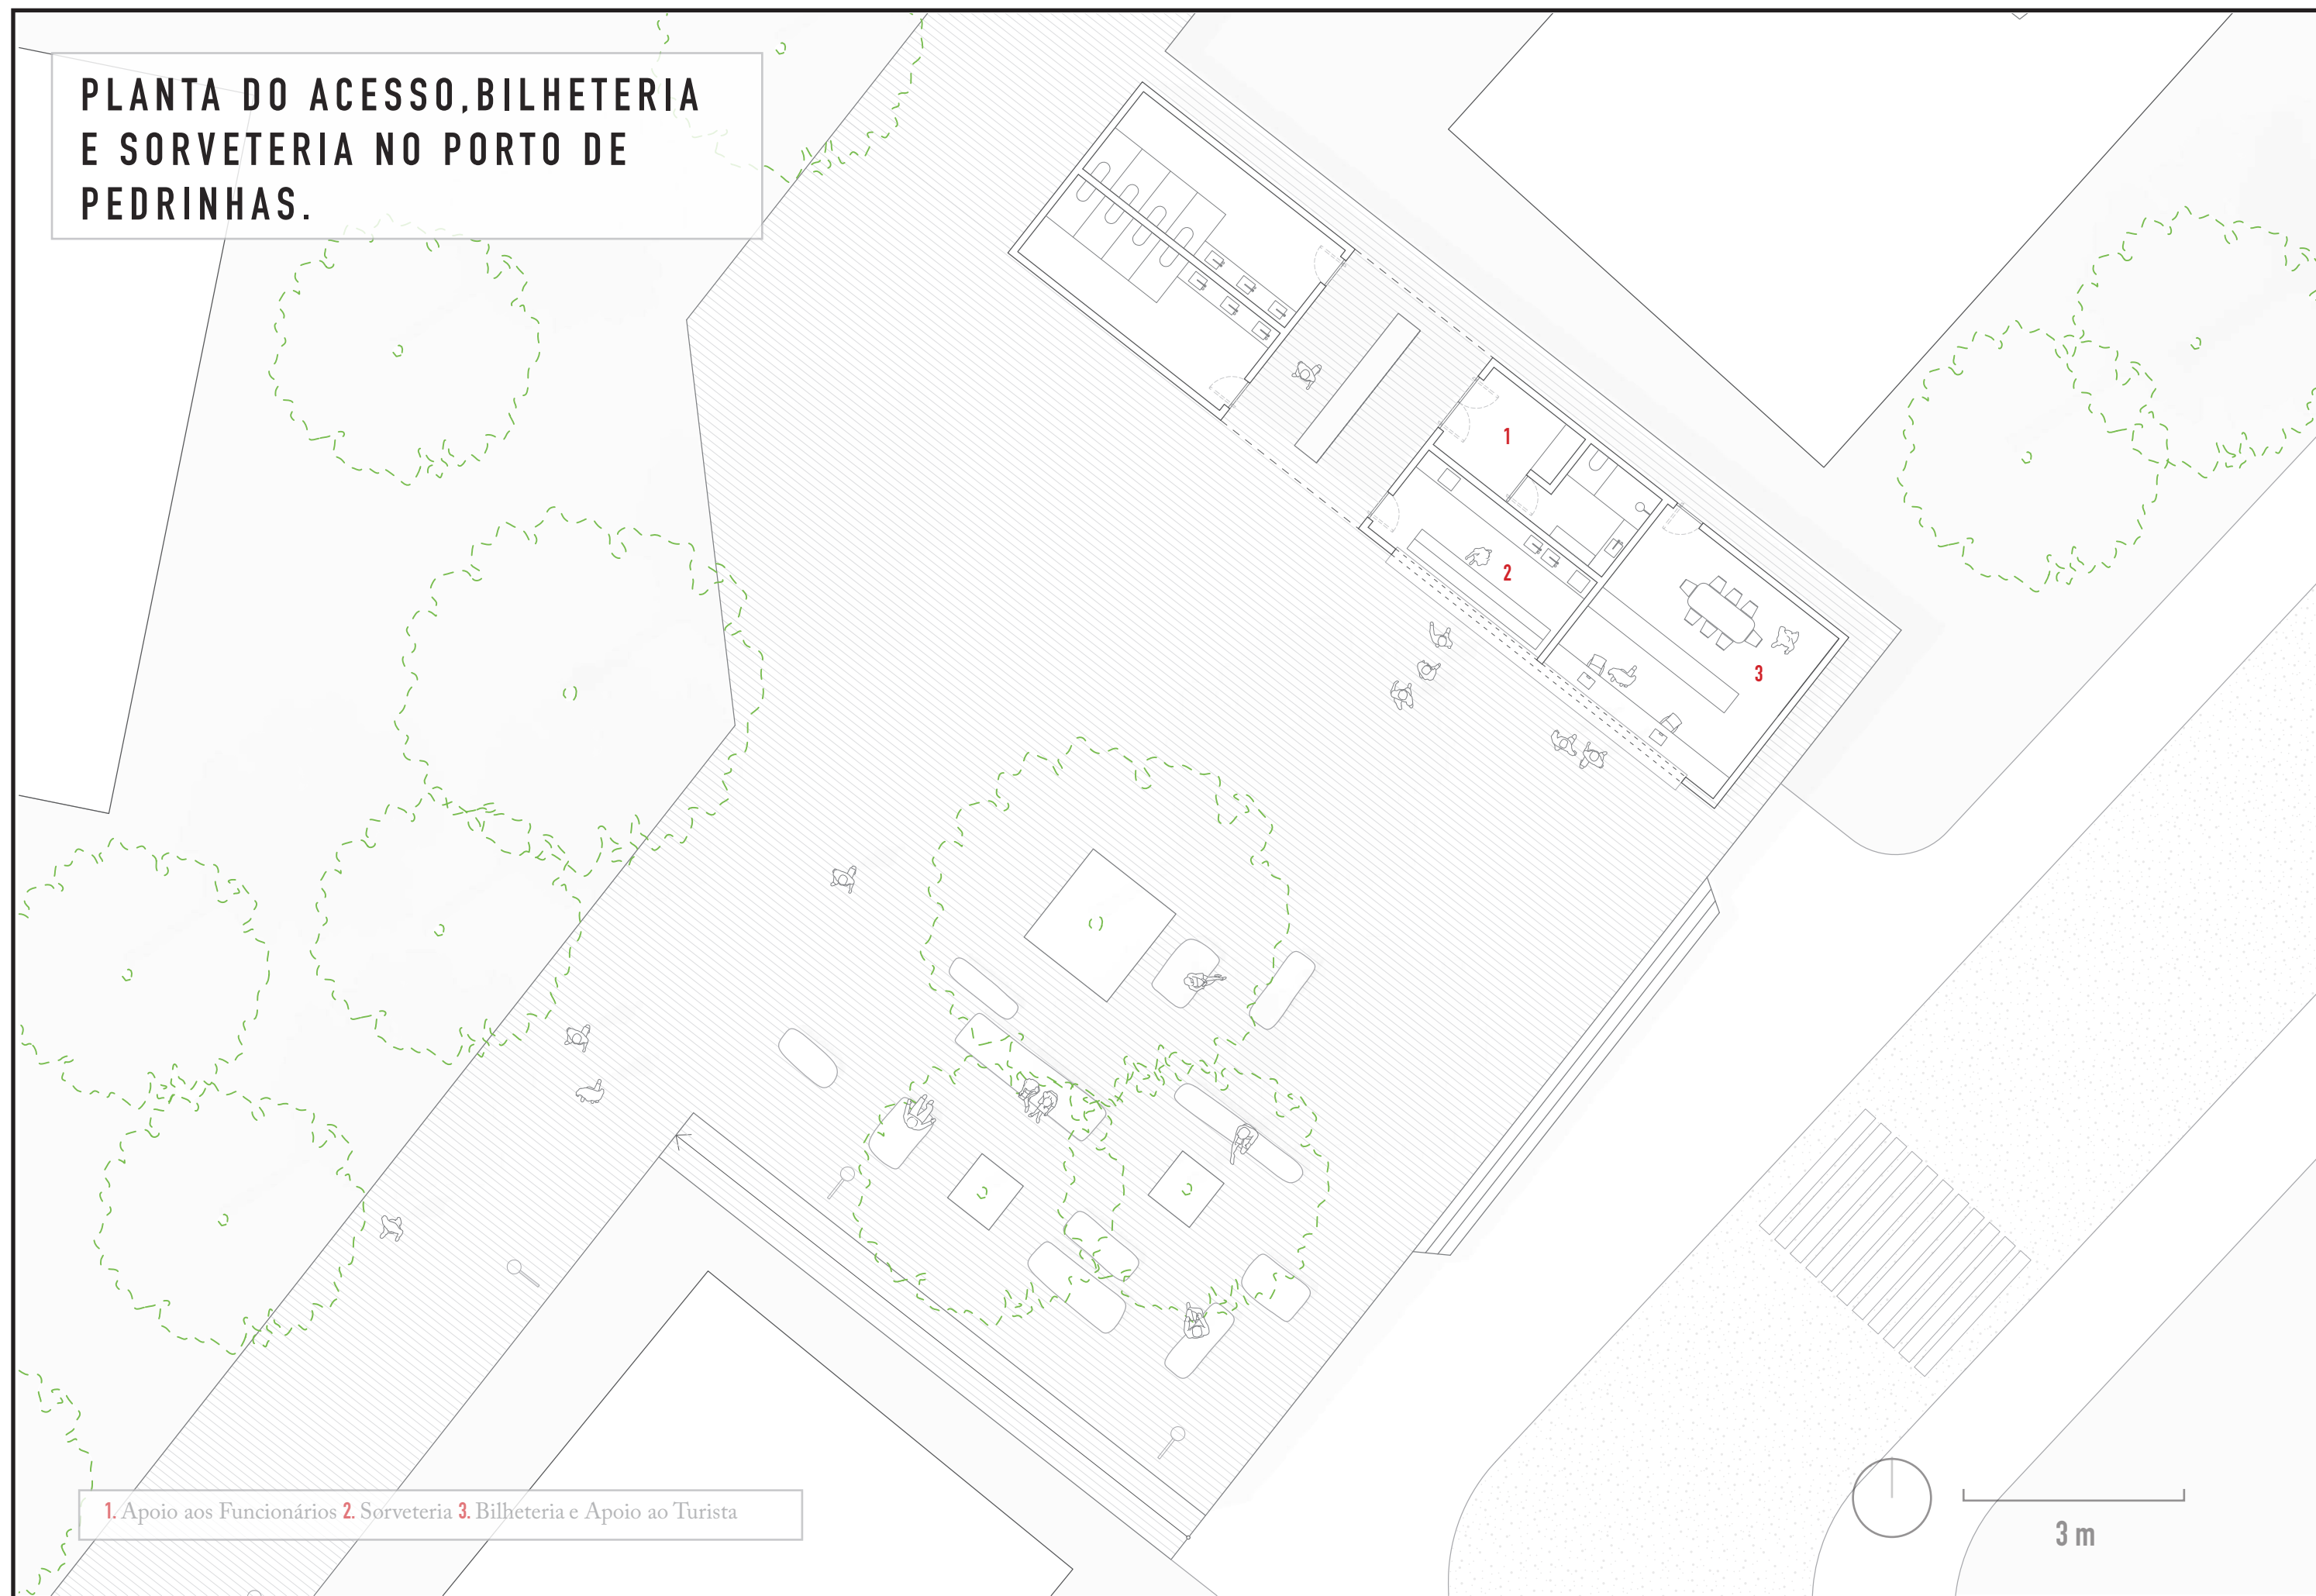 PLANTA DO ACESSO,BILHETERIA
E SORVETERIA NO PORTO DE
PEDRINHAS.
1
2
3
1. Apoio aos Funcionários 2. Sorveteria 3. Bilheteria e Apoio ao Turista
3 m